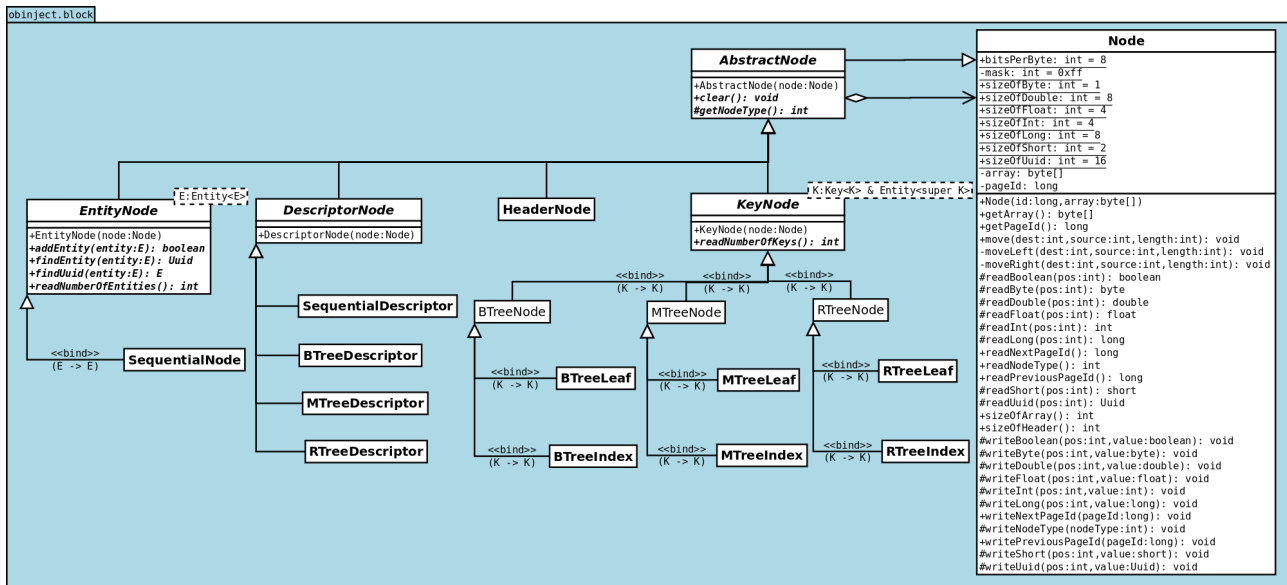 obinject.block
AbstractNode
+AbstractNode(node:Node)
+clear(): void
#getNodeType(): int
Node
+bitsPerByte: int = 8
-mask: int = 0xff
+sizeOfByte: int = 1
+sizeOfDouble: int = 8
+sizeOfFloat: int = 4
+sizeOfInt: int = 4
+sizeOfLong: int = 8
+sizeOfShort: int = 2
+sizeOfUuid: int = 16
-array: byte[]
-pageId: long
+Node(id:long,array:byte[])
+getArray(): byte[]
+getPageId(): long
+move(dest:int,source:int,length:int): void
-moveLeft(dest:int,source:int,length:int): void
-moveRight(dest:int,source:int,length:int): void
#readBoolean(pos:int): boolean
#readByte(pos:int): byte
#readDouble(pos:int): double
#readFloat(pos:int): float
#readInt(pos:int): int
#readLong(pos:int): long
+readNextPageId(): long
+readNodeType(): int
+readPreviousPageId(): long
#readShort(pos:int): short
#readUuid(pos:int): Uuid
+sizeOfArray(): int
+sizeOfHeader(): int
#writeBoolean(pos:int,value:boolean): void
#writeByte(pos:int,value:byte): void
#writeDouble(pos:int,value:double): void
#writeFloat(pos:int,value:float): void
#writeInt(pos:int,value:int): void
#writeLong(pos:int,value:long): void
+writeNextPageId(pageId:long): void
#writeNodeType(nodeType:int): void
+writePreviousPageId(pageId:long): void
#writeShort(pos:int,value:short): void
#writeUuid(pos:int,value:Uuid): void
E:Entity<E>
EntityNode
+EntityNode(node:Node)
+addEntity(entity:E): boolean
+findEntity(entity:E): Uuid
+findUuid(entity:E): E
+readNumberOfEntities(): int
<<bind>>
(E -> E)
SequentialNode
DescriptorNode
+DescriptorNode(node:Node)
SequentialDescriptor
BTreeDescriptor
MTreeDescriptor
RTreeDescriptor
HeaderNode
K:Key<K> & Entity<super K>
KeyNode
+KeyNode(node:Node)
+readNumberOfKeys(): int
<<bind>>
(K -> K)
<<bind>>
(K -> K)
<<bind>>
(K -> K)
BTreeNode
MTreeNode
RTreeNode
<<bind>>
(K -> K)
BTreeLeaf
<<bind>>
(K -> K)
MTreeLeaf
<<bind>>
(K -> K)
RTreeLeaf
<<bind>>
(K -> K)
BTreeIndex
<<bind>>
(K -> K)
MTreeIndex
<<bind>>
(K -> K)
RTreeIndex